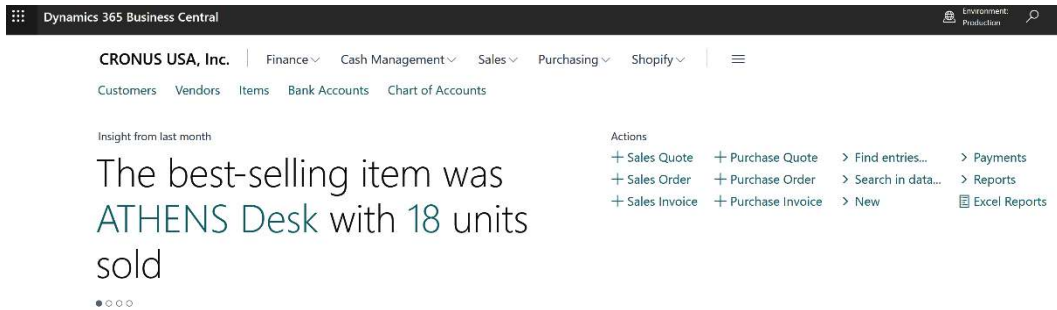 Dynamics 365 Business Central
Environment:
Production
CRONUS USA, Inc. Finance Cash Management Sales Purchasing Shopify
Customers Vendors Items Bank Accounts Chart of Accounts
Insight from last month
The best-selling item was
ATHENS Desk with 18 units
sold
Actions
+ Sales Quote + Purchase Quote > Find entries... > Payments
+ Sales Order + Purchase Order > Search in data... > Reports
+ Sales Invoice + Purchase Invoice > New Excel Reports